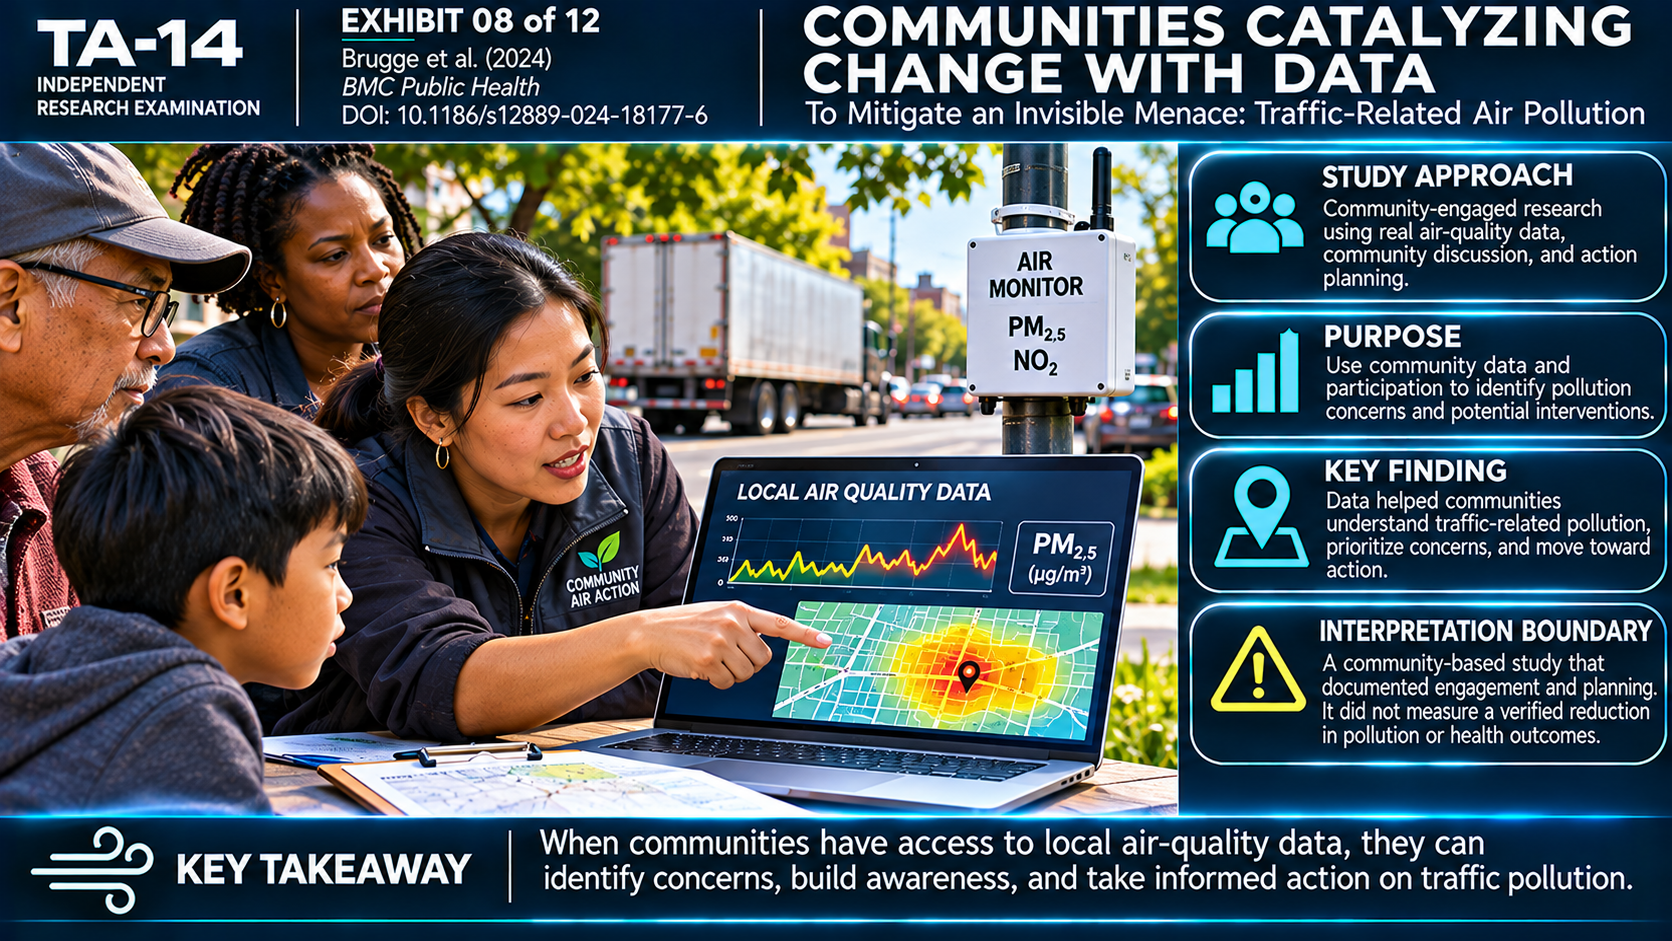 TA-14
INDEPENDENT
RESEARCH EXAMINATION
EXHIBIT 08 of 12
Brugge et al. (2024)
BMC Public Health
DOI: 10.1186/s12889-024-18177-6
COMMUNITIES CATALYZING
CHANGE WITH DATA
To Mitigate an Invisible Menace: Traffic-Related Air Pollution
AIR
MONITOR
PM2,5
NO2
LOCAL AIR QUALITY DATA
PM2,5
(µg/m³)
COMMUNITY
AIR ACTION
STUDY APPROACH
Community-engaged research
using real air-quality data,
community discussion, and action
planning.
PURPOSE
Use community data and
participation to identify pollution
concerns and potential interventions.
KEY FINDING
Data helped communities
understand traffic-related pollution,
prioritize concerns, and move toward
action.
INTERPRETATION BOUNDARY
A community-based study that
documented engagement and planning.
It did not measure a verified reduction
in pollution or health outcomes.
KEY TAKEAWAY
When communities have access to local air-quality data, they can
identify concerns, build awareness, and take informed action on traffic pollution.